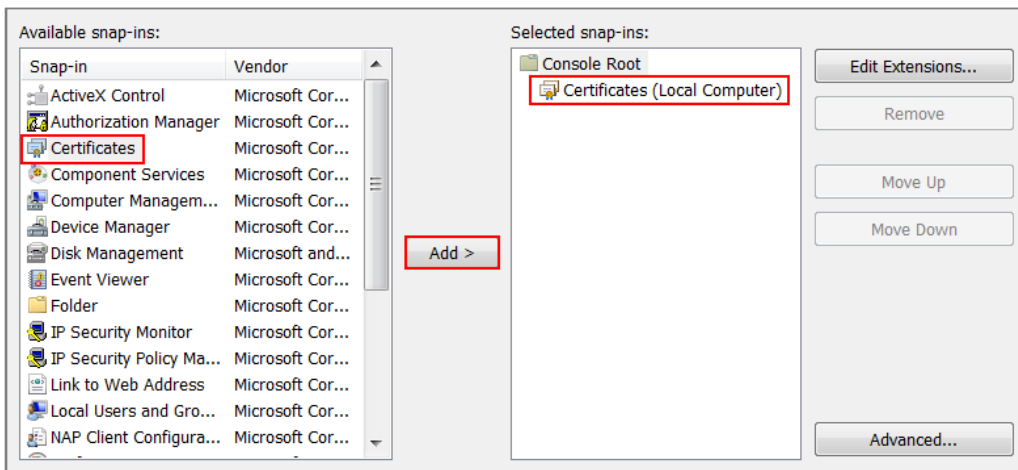 Available snap-ins:
Selected snap-ins:
Snap-in Vendor
ActiveX Control Microsoft Cor...
Authorization Manager Microsoft Cor...
Certificates Microsoft Cor...
Component Services Microsoft Cor...
Computer Managem... Microsoft Cor...
Device Manager Microsoft Cor...
Disk Management Microsoft and...
Event Viewer Microsoft Cor...
Folder Microsoft Cor...
IP Security Monitor Microsoft Cor...
IP Security Policy Ma... Microsoft Cor...
Link to Web Address Microsoft Cor...
Local Users and Gro... Microsoft Cor...
NAP Client Configura... Microsoft Cor...
Add >
Console Root
Certificates (Local Computer)
Edit Extensions...
Remove
Move Up
Move Down
Advanced...